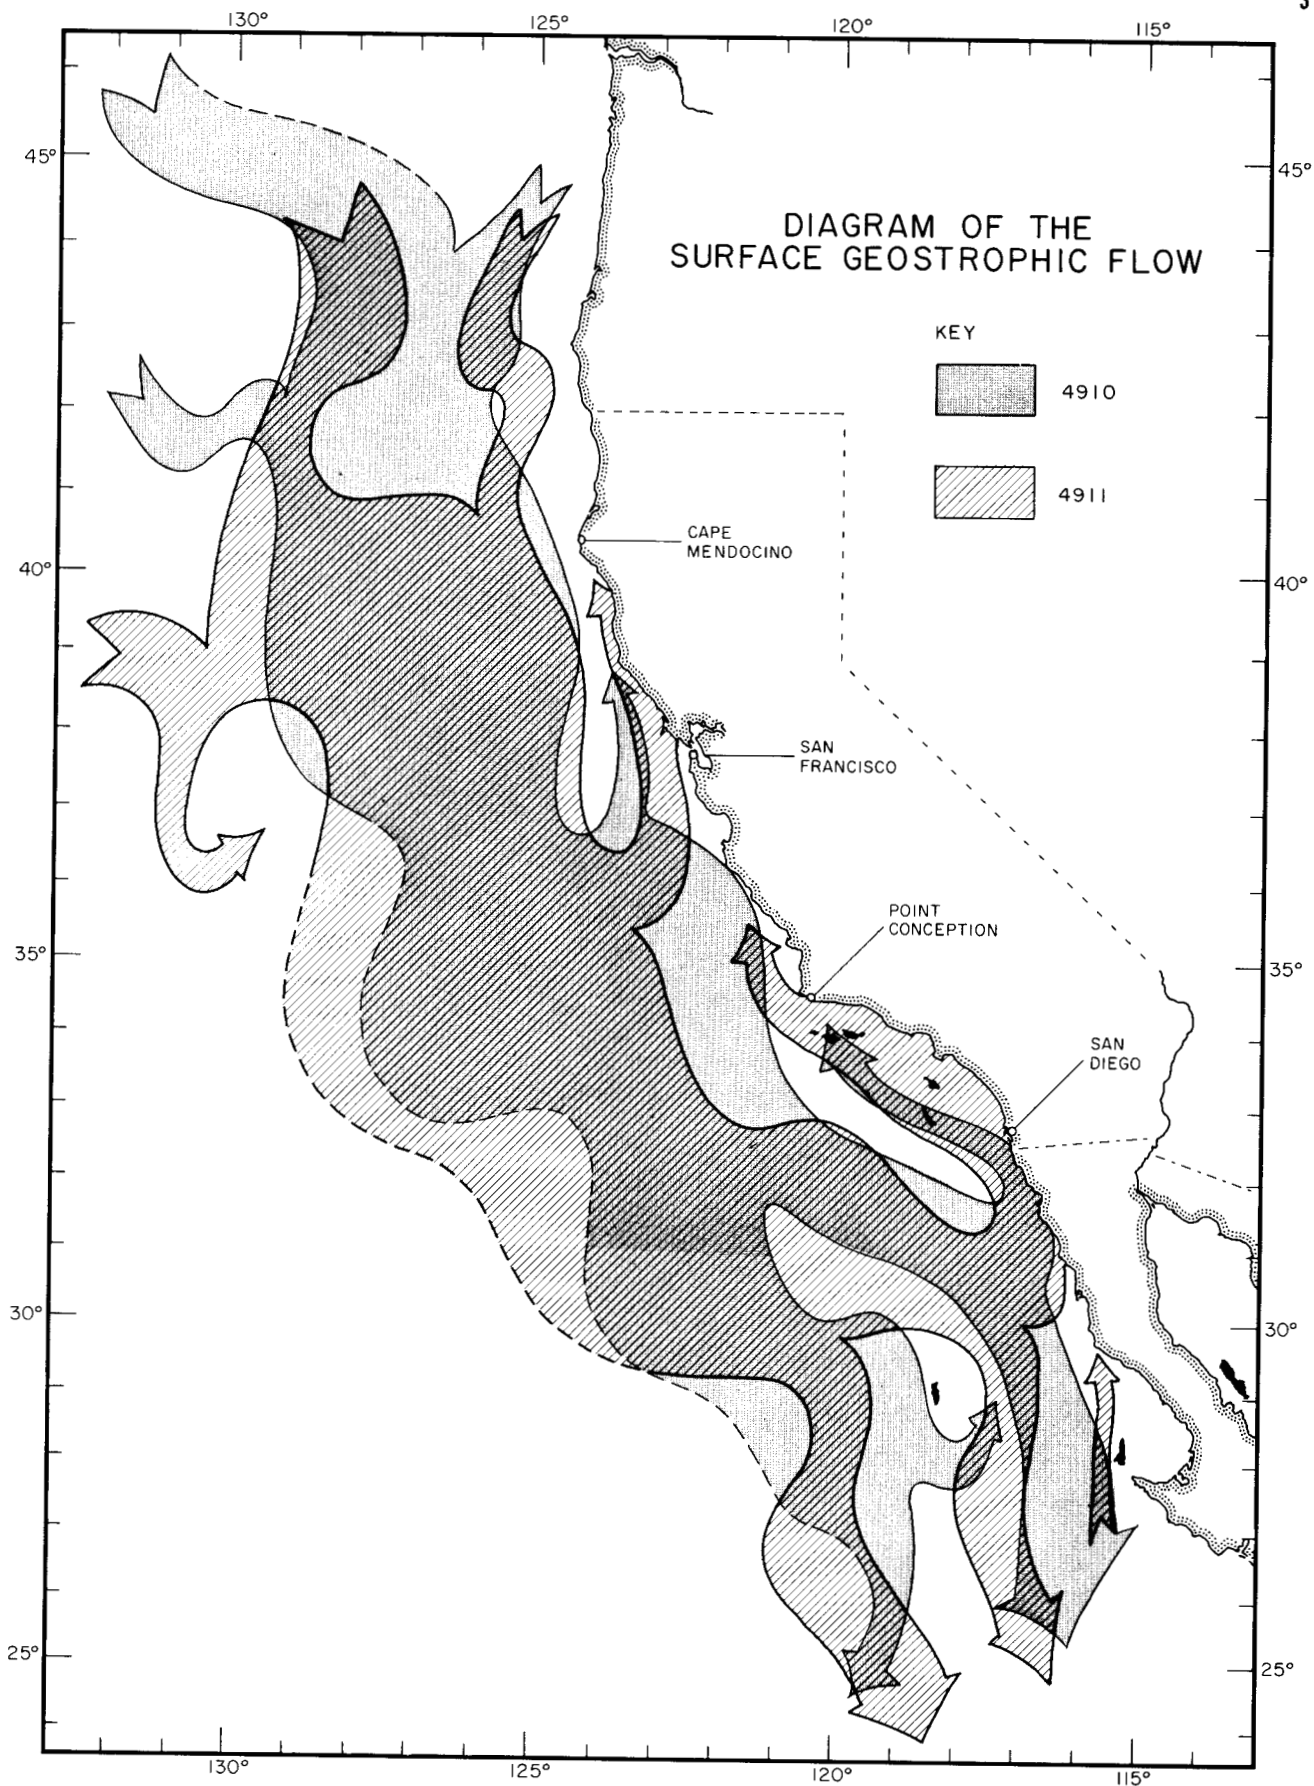 130° 125° 120° 115°
45° 45°
DIAGRAM OF THE
SURFACE GEOSTROPHIC FLOW
KEY
4910
4911
CAPE
MENDOCINO
40° 40°
SAN
FRANCISCO
POINT
CONCEPTION
35° 35°
SAN
DIEGO
30° 30°
25° 25°
130° 125° 120° 115°